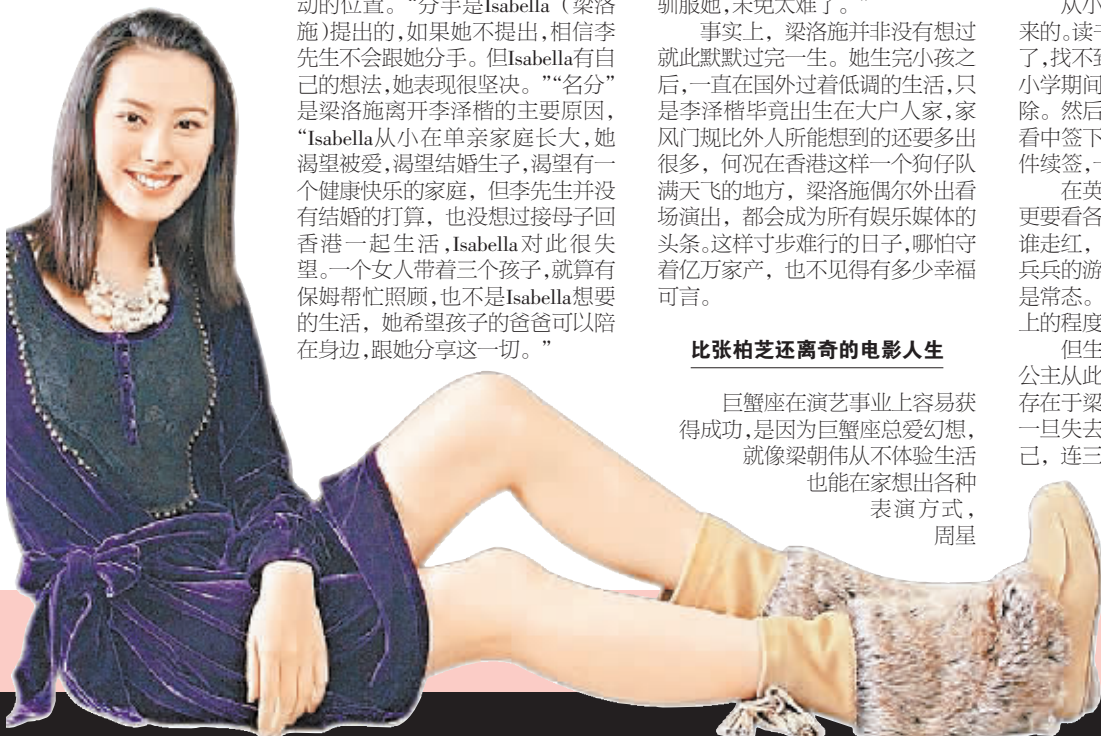 动的位置。“分手是Isabella（梁洛
施）提出的,如果她不提出,相信李
先生不会跟她分手。但Isabella有自
己的想法,她表现很坚决。”“名分”
是梁洛施离开李泽楷的主要原因,
“Isabella从小在单亲家庭长大,她
渴望被爱,渴望结婚生子,渴望有一
个健康快乐的家庭，但李先生并没
有结婚的打算，也没想过接母子回
香港一起生活,Isabella对此很失
望。一个女人带着三个孩子,就算有
保姆帮忙照顾,也不是Isabella想要
的生活，她希望孩子的爸爸可以陪
在身边,跟她分享这一切。”
驯服她,未免太难了。”
事实上，梁洛施并非没有想过
就此默默过完一生。她生完小孩之
后,一直在国外过着低调的生活,只
是李泽楷毕竟出生在大户人家,家
风门规比外人所能想到的还要多出
很多，何况在香港这样一个狗仔队
满天飞的地方，梁洛施偶尔外出看
场演出，都会成为所有娱乐媒体的
头条。这样寸步难行的日子,哪怕守
着亿万家产，也不见得有多少幸福
可言。
比张柏芝还离奇的电影人生
巨蟹座在演艺事业上容易获
得成功,是因为巨蟹座总爱幻想,
就像梁朝伟从不体验生活
也能在家想出各种
表演方式，
周星
从小
来的。读书
了,找不到
小学期间
除。然后
看中签下
件续签,一
在英
更要看各
谁走红，
兵兵的游
是常态。
上的程度
但生
公主从此
存在于梁
一旦失去
己，连三